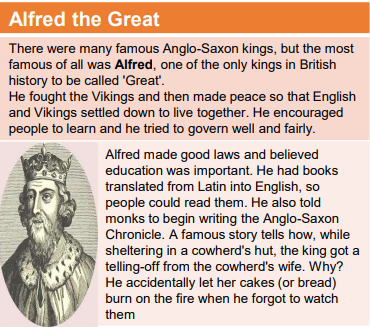 Alfred the Great
There were many famous Anglo-Saxon kings, but the most
famous of all was Alfred, one of the only kings in British
history to be called 'Great'.
He fought the Vikings and then made peace so that English
and Vikings settled down to live together. He encouraged
people to learn and he tried to govern well and fairly.
Alfred made good laws and believed
education was important. He had books
translated from Latin into English, so
people could read them. He also told
monks to begin writing the Anglo-Saxon
Chronicle. A famous story tells how, while
sheltering in a cowherd's hut, the king got a
telling-off from the cowherd's wife. Why?
He accidentally let her cakes (or bread)
burn on the fire when he forgot to watch
them